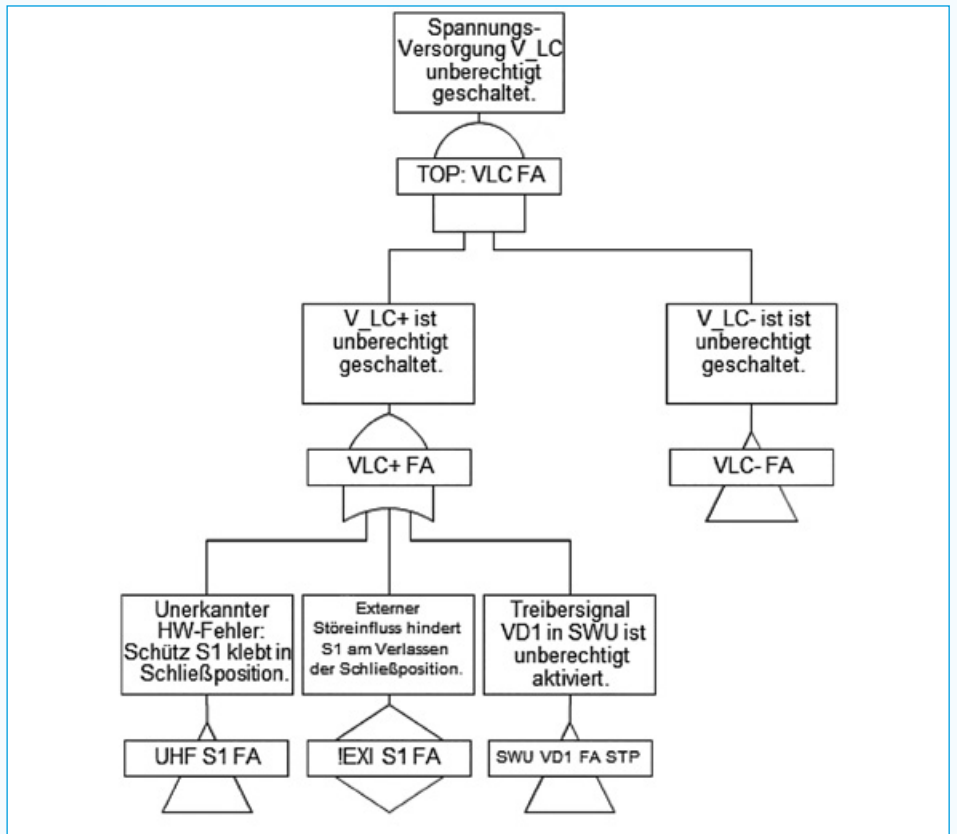 Spannungs-
Versorgung V_LC
unberechtigt
geschaltet.
TOP: VLC FA
V_LC+ ist
unberechtigt
geschaltet.
V_LC- ist ist
unberechtigt
geschaltet.
VLC+ FA
VLC- FA
Unerkannter
HW-Fehler:
Schütz S1 klebt in
Schließposition.
Externer
Störeinfluss hindert
S1 am Verlassen
der Schließposition.
Treibersignal
VD1 in SWU ist
unberechtigt
aktiviert.
UHF S1 FA
!EXI S1 FA
SWU VD1 FA STP